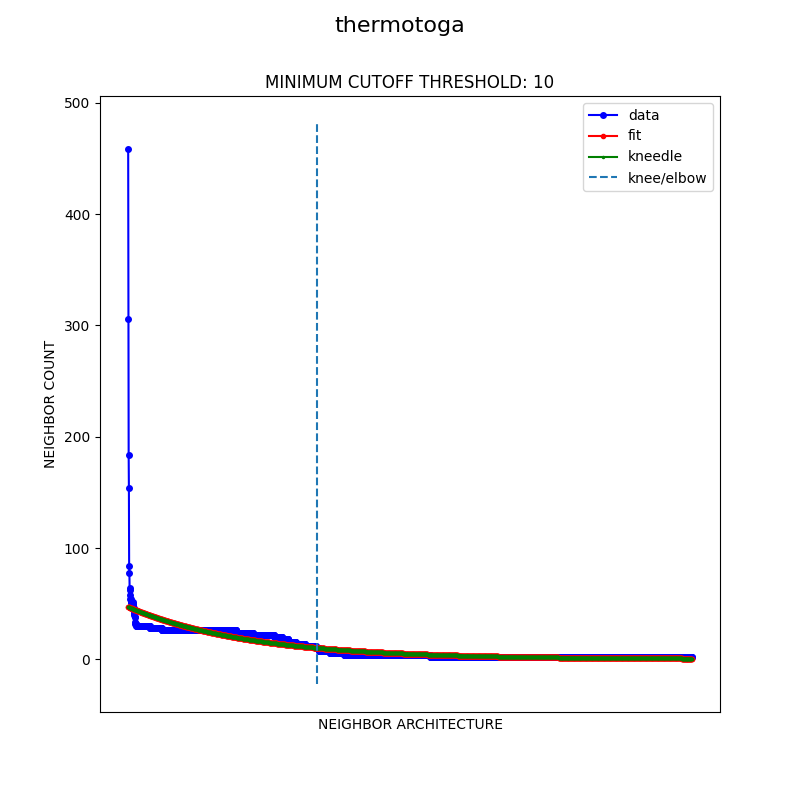 thermotoga
MINIMUM CUTOFF THRESHOLD: 10
data
fit
kneedle
knee/elbow
500
400
300
200
100
0
NEIGHBOR COUNT
NEIGHBOR ARCHITECTURE